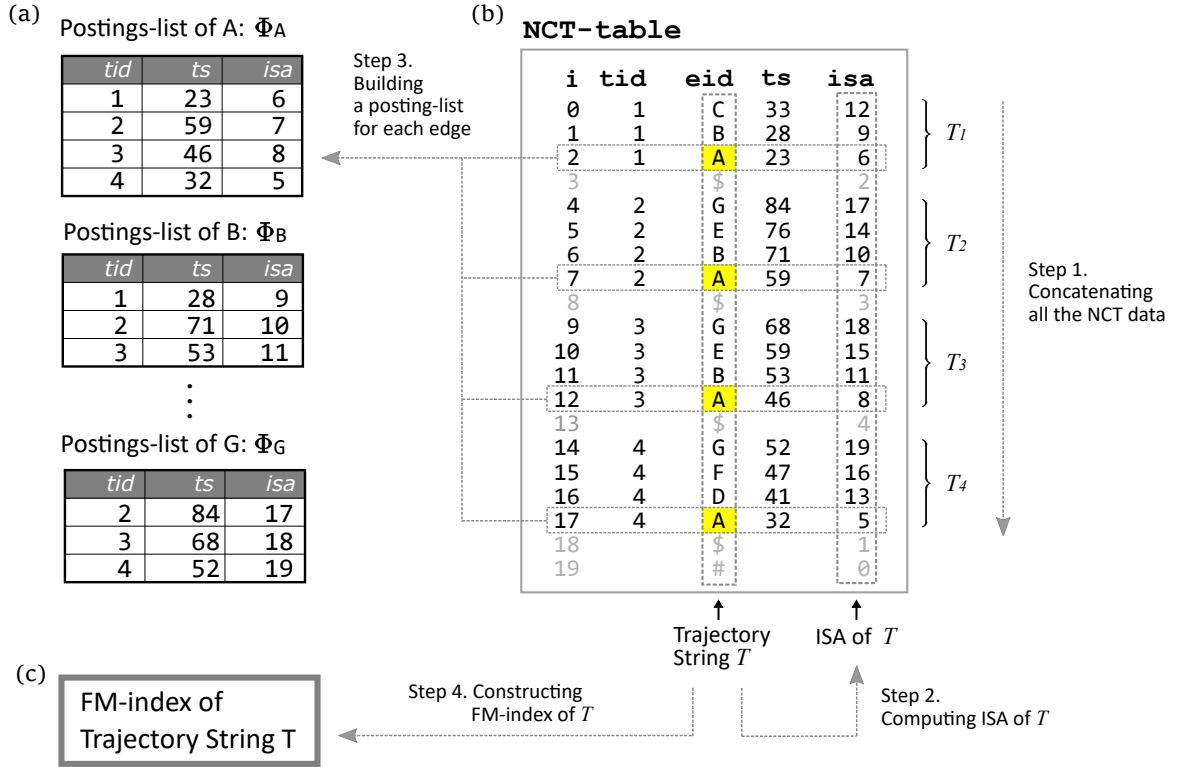 (a)
Postings-list of A: ΦA
tid ts isa
1 23 6
2 59 7
3 46 8
4 32 5
Postings-list of B: ΦB
tid ts isa
1 28 9
2 71 10
3 53 11
Postings-list of G: ΦG
tid ts isa
2 84 17
3 68 18
4 52 19
Step 3.
Building
a posting-list
for each edge
(b)
NCT-table
i tid eid ts isa
0 1 C 33 12
1 1 B 28 9
2 1 A 23 6
3 $ 2
4 2 G 84 17
5 2 E 76 14
6 2 B 71 10
7 2 A 59 7
8 $ 3
9 3 G 68 18
10 3 E 59 15
11 3 B 53 11
12 3 A 46 8
13 $ 4
14 4 G 52 19
15 4 F 47 16
16 4 D 41 13
17 4 A 32 5
18 $ 1
19 # 0
T1
T2
T3
T4
Step 1.
Concatenating
all the NCT data
Trajectory
String T
ISA of T
(c)
FM-index of
Trajectory String T
Step 4. Constructing
FM-index of T
Step 2.
Computing ISA of T